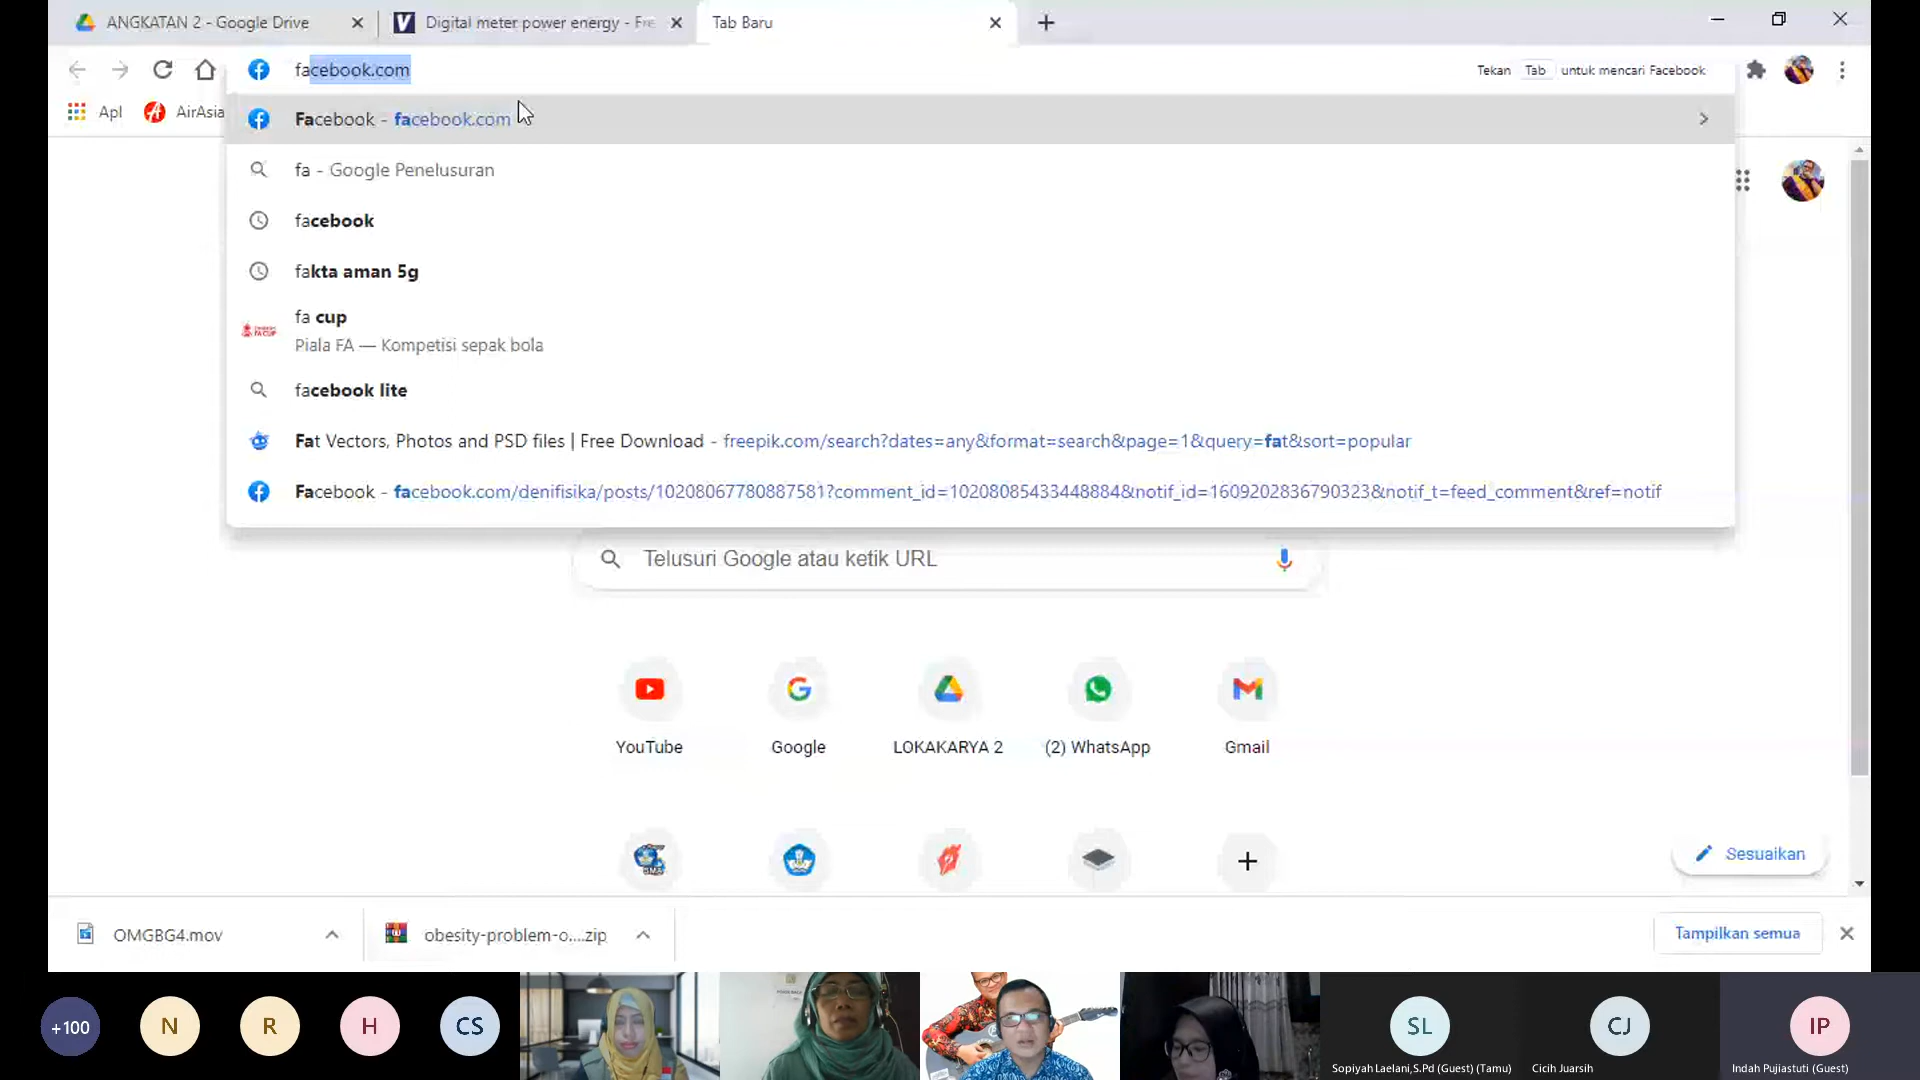 ANGKATAN 2 - Google Drive
Digital meter power energy - Fre
Tab Baru
facebook.com
Tekan Tab untuk mencari Facebook
Apl
AirAsia
Facebook - facebook.com
fa - Google Penelusuran
facebook
fakta aman 5g
fa cup
Piala FA — Kompetisi sepak bola
facebook lite
Fat Vectors, Photos and PSD files | Free Download - freepik.com/search?dates=any&format=search&page=1&query=fat&sort=popular
Facebook - facebook.com/denifisika/posts/10208067780887581?comment_id=10208085433448884&notif_id=1609202836790323&notif_t=feed_comment&ref=notif
Telusuri Google atau ketik URL
YouTube
Google
LOKAKARYA 2
(2) WhatsApp
Gmail
Sesuaikan
OMGBG4.mov
obesity-problem-o....zip
Tampilkan semua
+100
N
R
H
CS
SL
CJ
IP
Sopiyah Laelani,S.Pd (Guest) (Tamu)
Cicih Juarsih
Indah Pujiastuti (Guest)